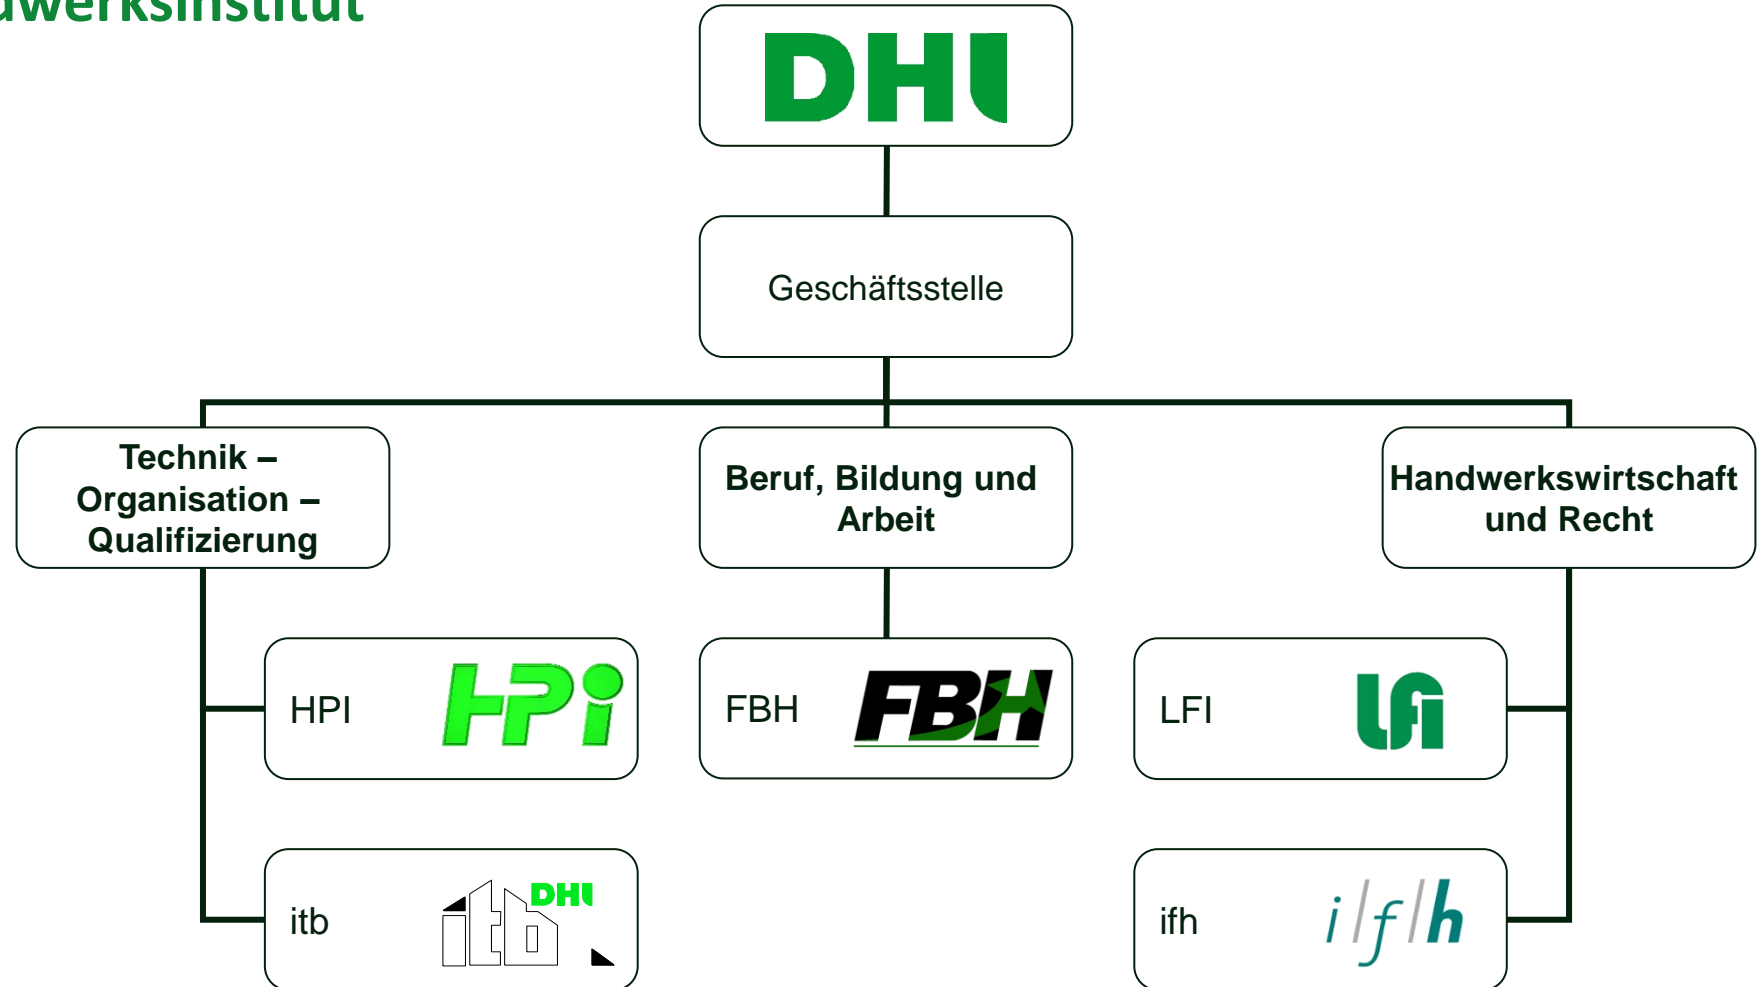 dwerksinstitut
DHI
Geschäftsstelle
Technik –
Organisation –
Qualifizierung
Beruf, Bildung und
Arbeit
Handwerkswirtschaft
und Recht
HPI HPi
FBH FBH
LFI LFI
itb itb DHI
ifh i/f/h